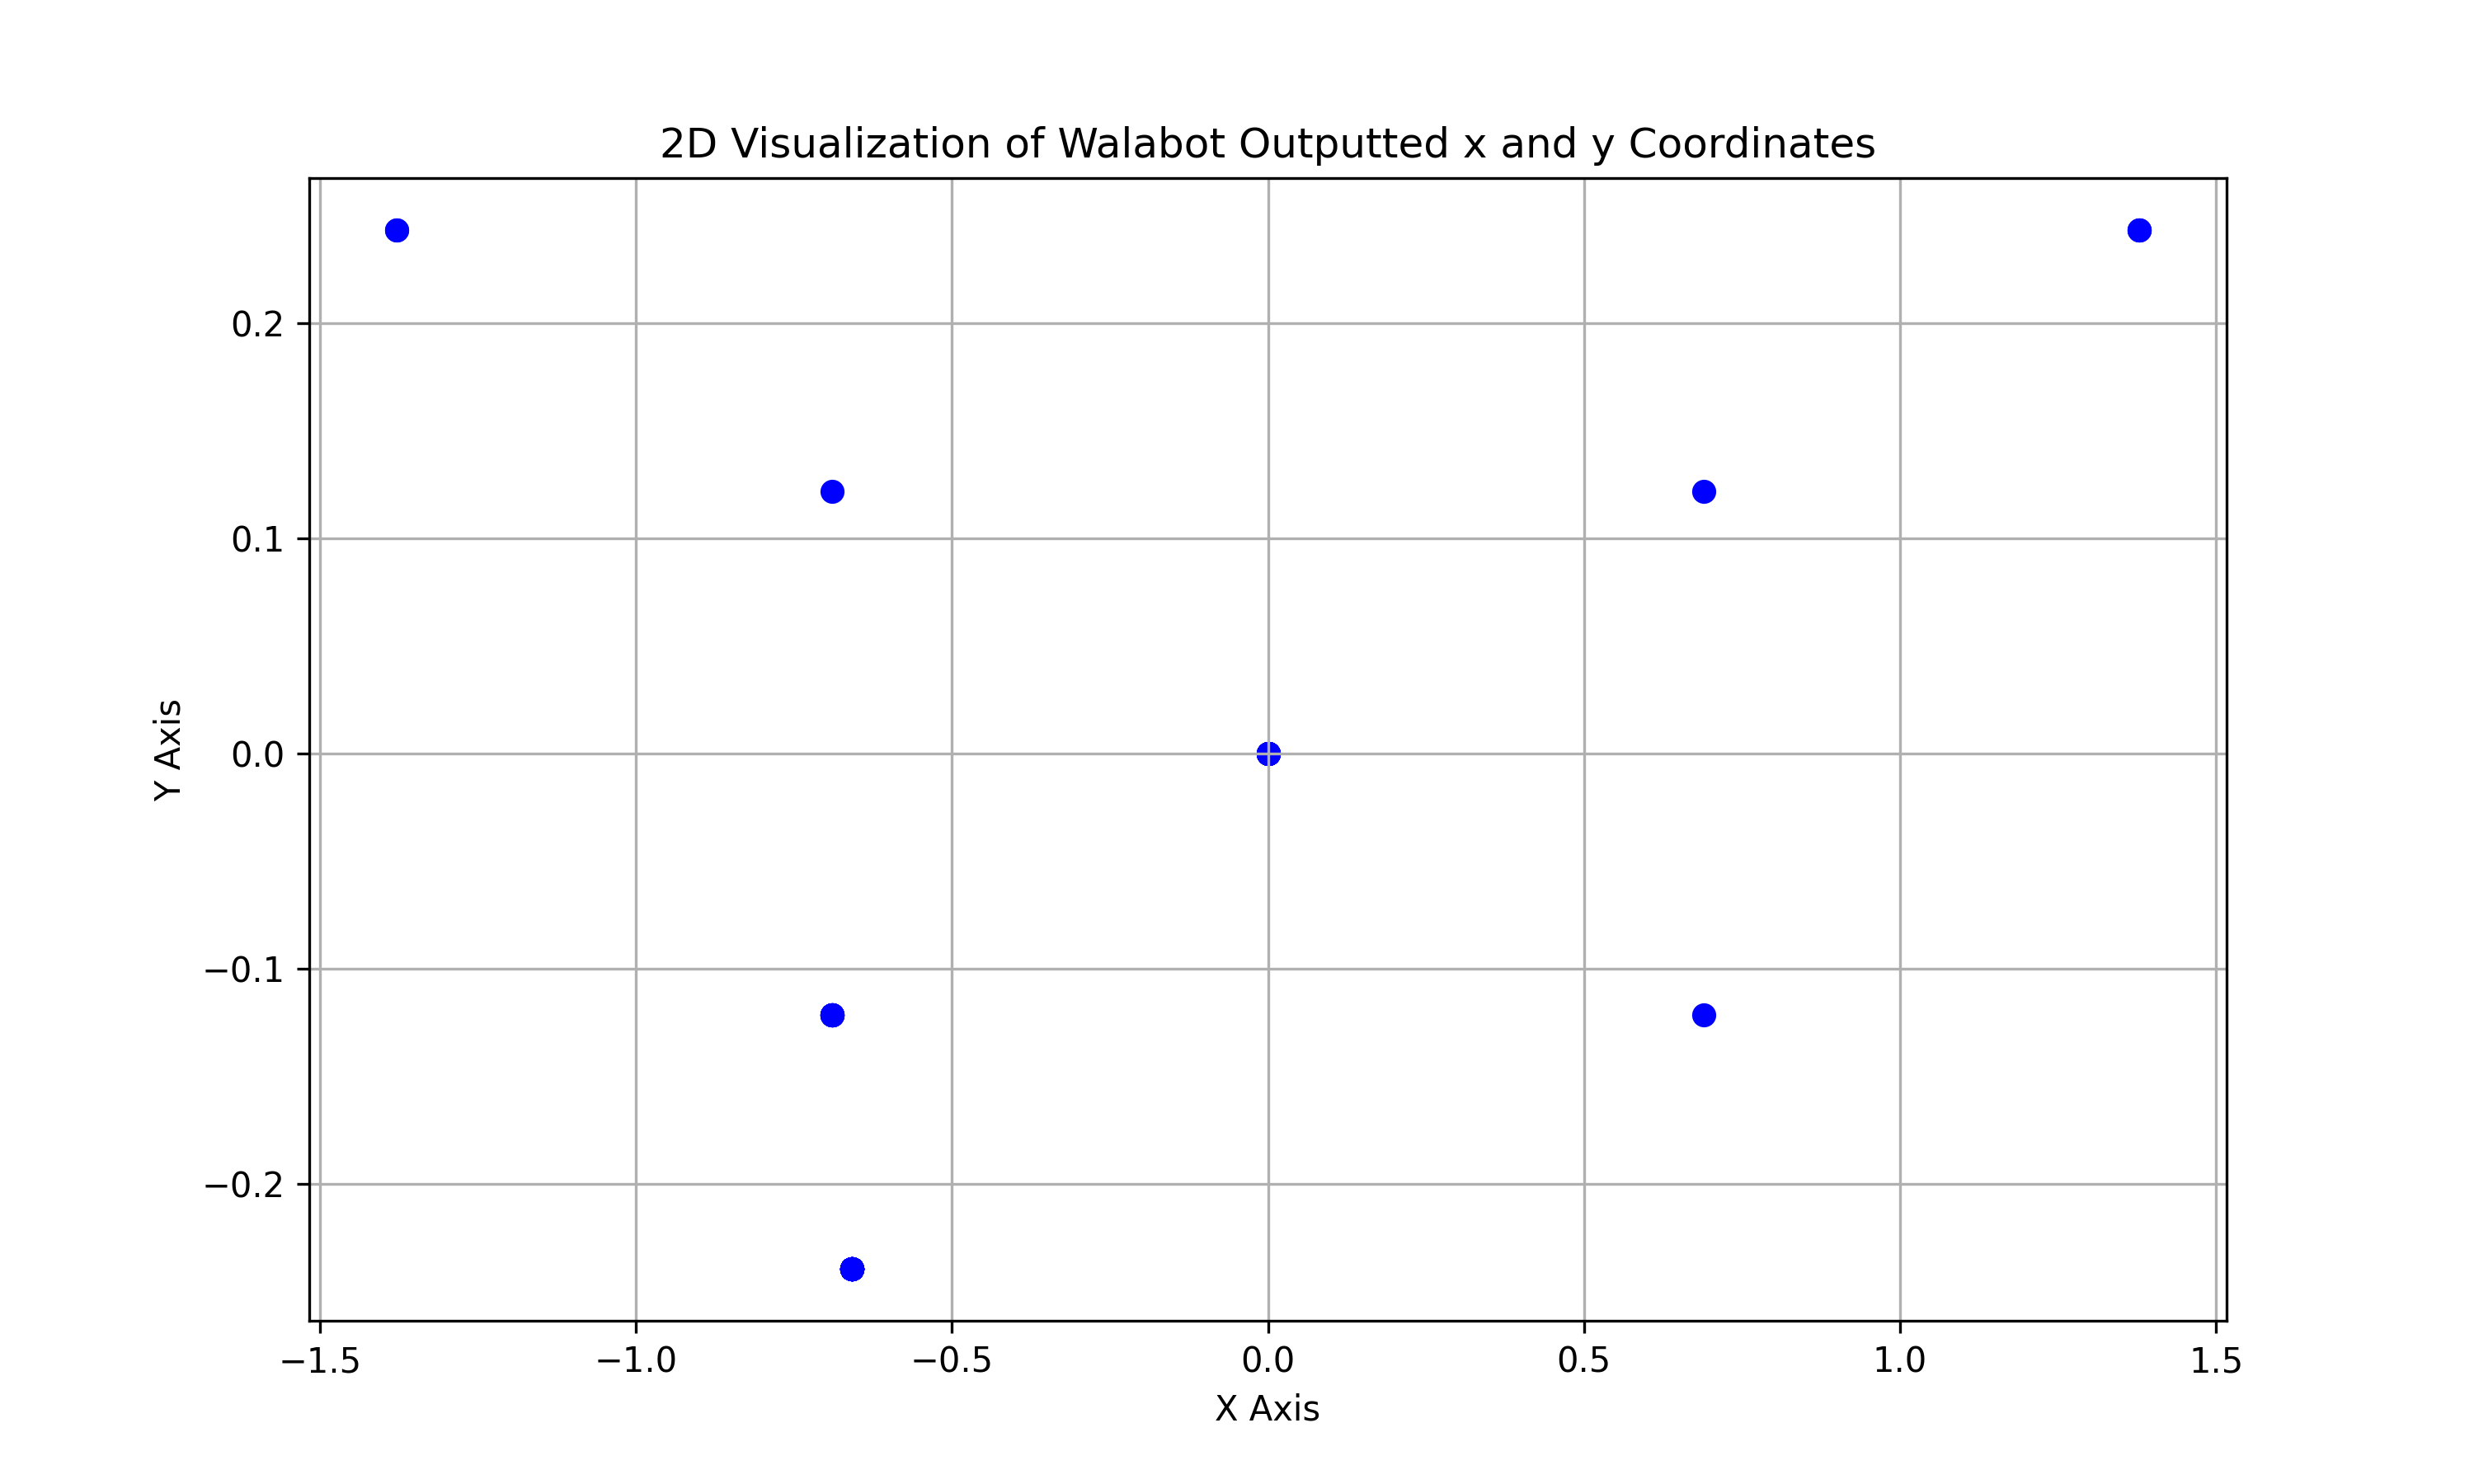 2D Visualization of Walabot Outputted x and y Coordinates
0.2
0.1
0.0
−0.1
−0.2
Y Axis
−1.5 −1.0 −0.5 0.0 0.5 1.0 1.5
X Axis